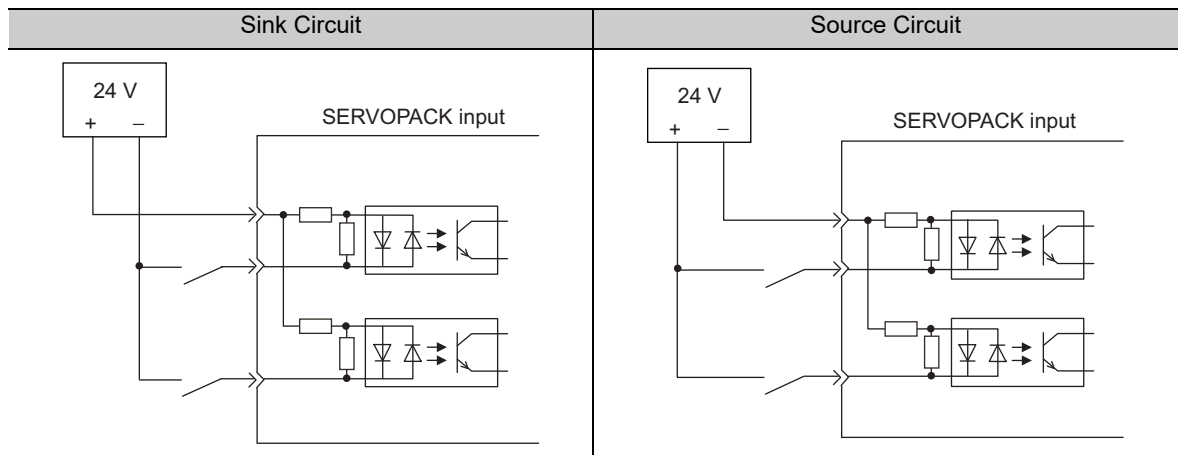 Sink Circuit
Source Circuit
24 V
+ –
SERVOPACK input
24 V
+ –
SERVOPACK input